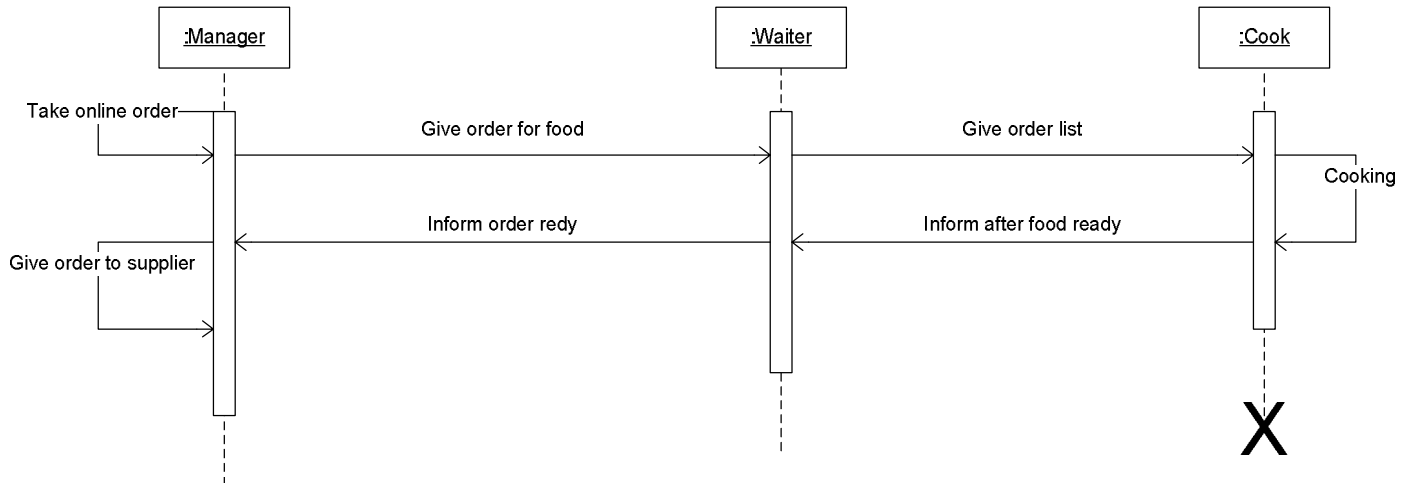 :Manager
:Waiter
:Cook
Take online order
Give order for food
Give order list
Cooking
Inform order redy
Inform after food ready
Give order to supplier
X